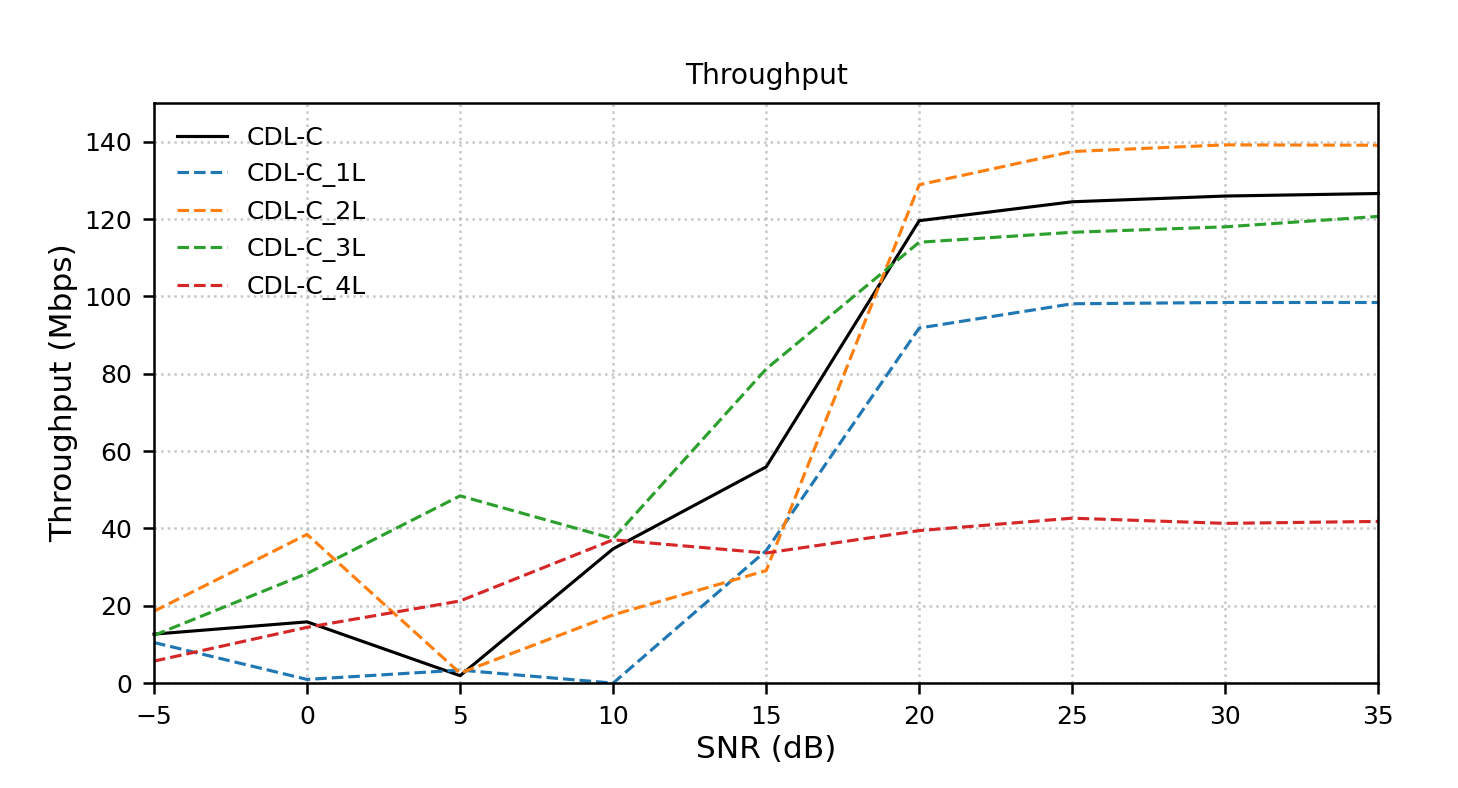 Throughput
CDL-C
CDL-C_1L
CDL-C_2L
CDL-C_3L
CDL-C_4L
Throughput (Mbps)
140
120
100
80
60
40
20
0
−5 0 5 10 15 20 25 30 35
SNR (dB)